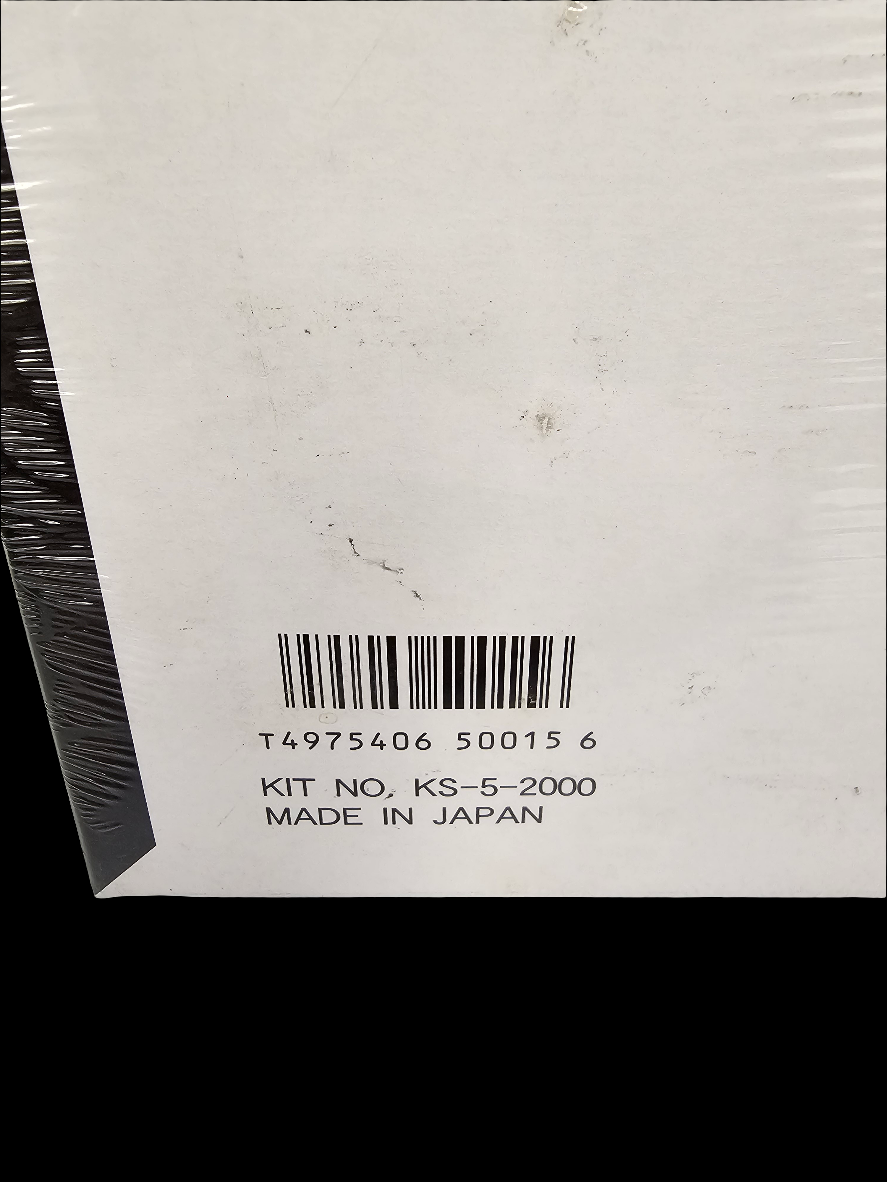 T4975406 50015 6
KIT NO. KS-5-2000
MADE IN JAPAN